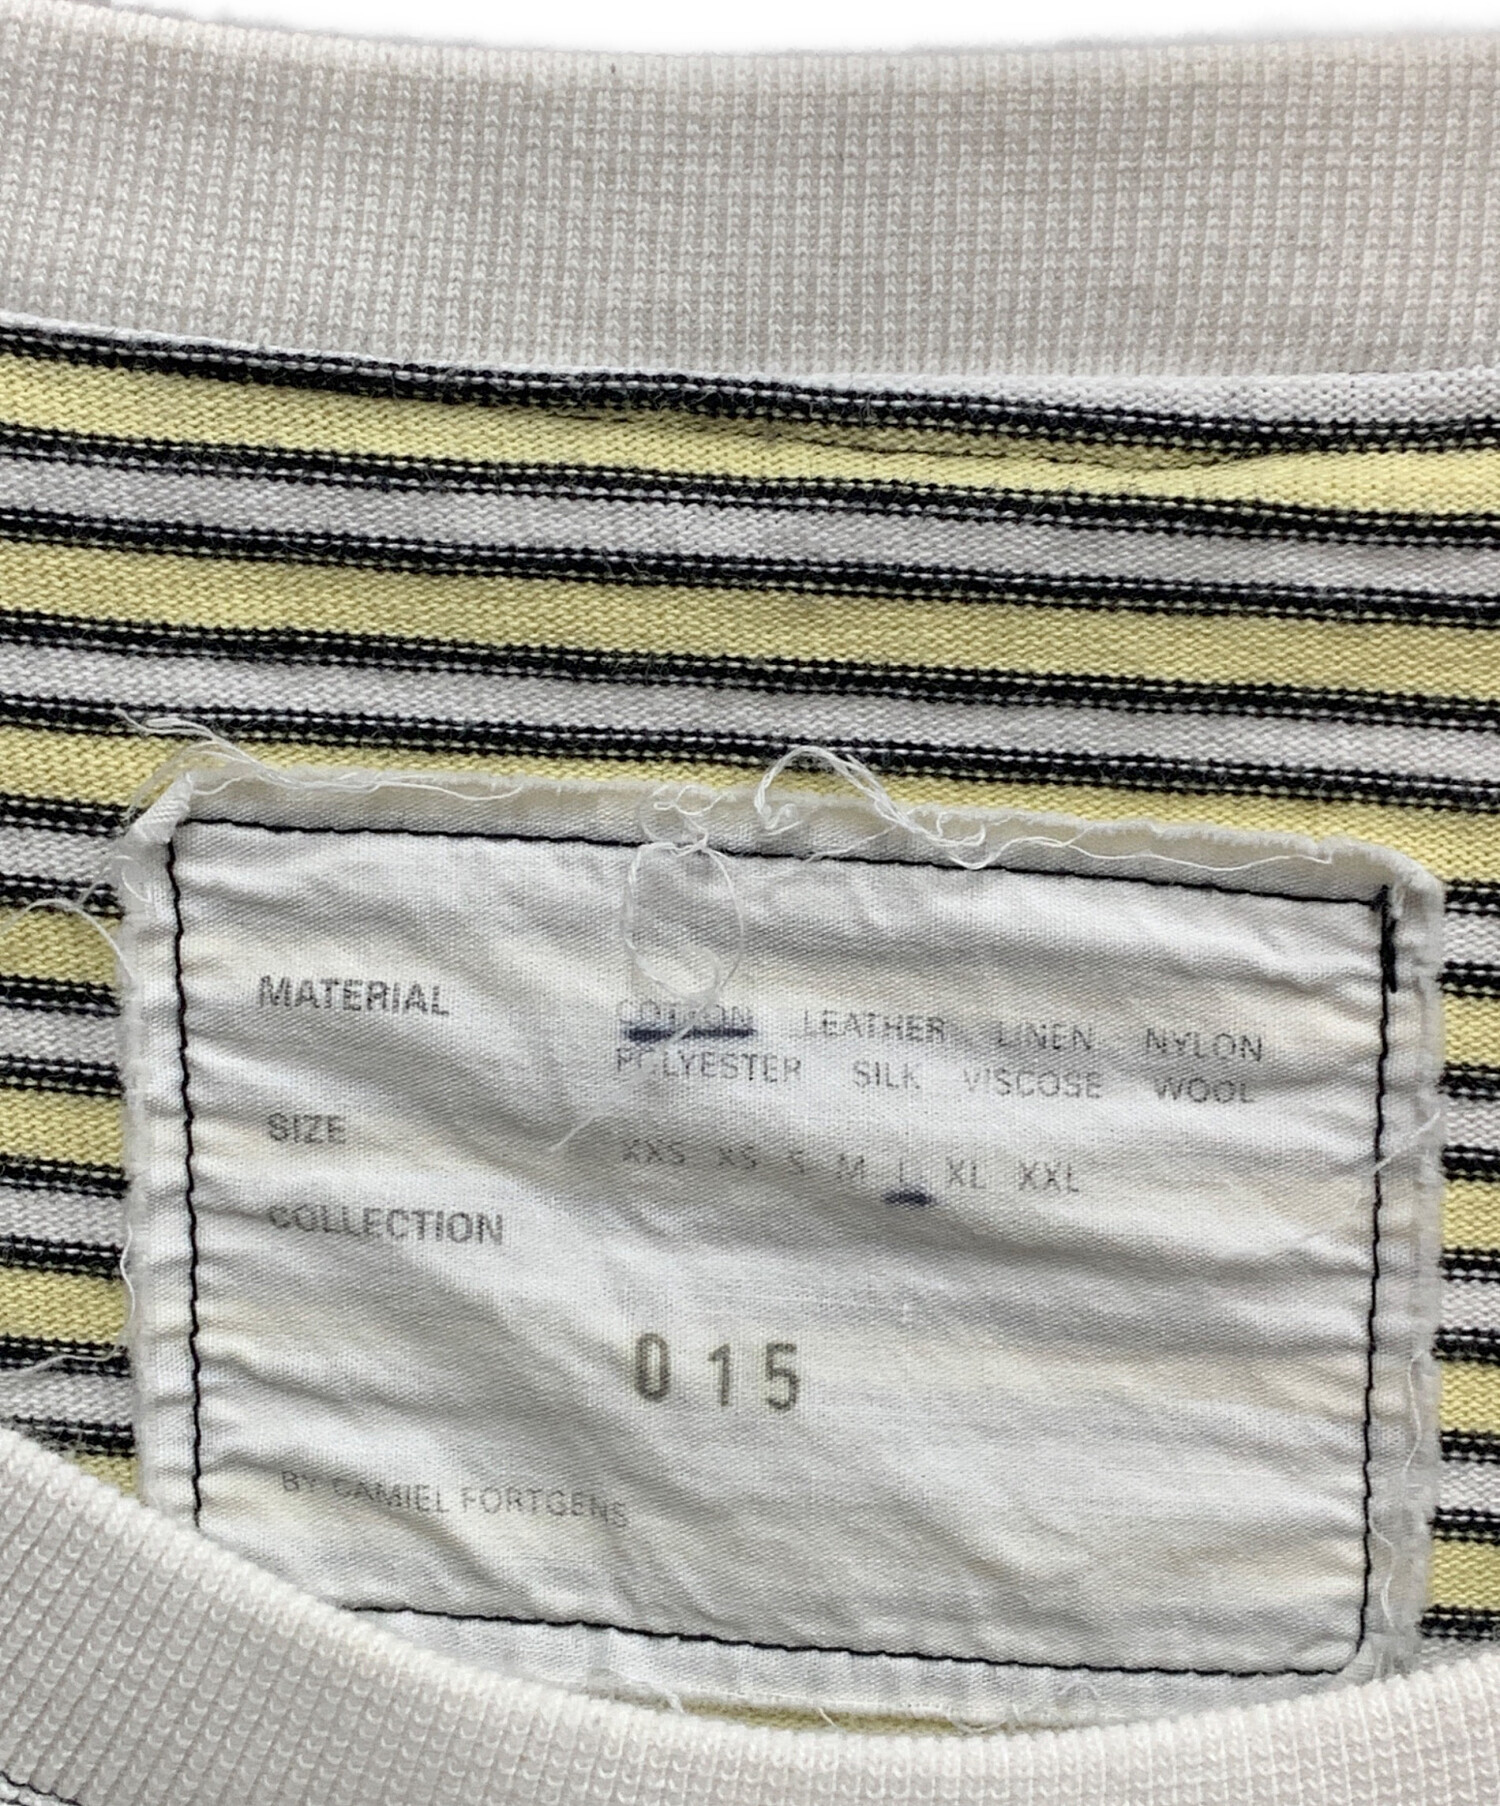 MATERIAL COTTON LEATHER LINEN NYLON
POLYESTER SILK VISCOSE WOOL
SIZE XXS XS S M L XL XXL
COLLECTION
015
BY CAMIEL FORTGENS